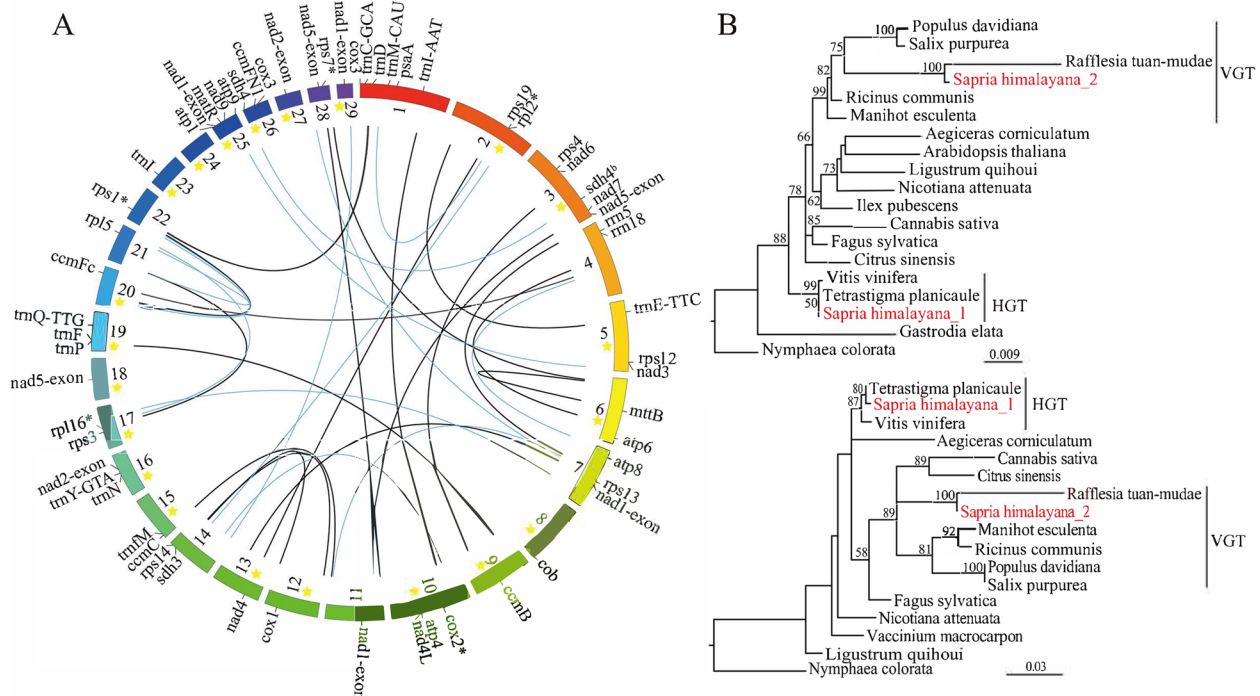 A
trnC-GCA
trnD
trnM-CAU
psaA
trnI-AAT
rps19
rpl2*
rps4
nad6
sdh4ᵇ
nad7
nad5-exon
rrn5
rrn18
trnE-TTC
rps12
nad3
mttB
atp6
atp8
rps13
nad1-exon
cob
ccmB
cox2*
atp4
nad4L
nad1-exon
cox1
nad4
sdh3
rps14
ccmC
trnfM
trnN
trnY-GTA
nad2-exon
rps3
rpl16*
nad5-exon
trnP
trnF
trnQ-TTG
ccmFc
rpl5
rps1*
trnI
atp1
nad1-exon
matR
nad9
atp9
sdh4
ccmFN1
cox3
nad2-exon
nad5-exon
rps7*
nad1-exon
cox3
1
2
3
4
5
6
7
8
9
10
11
12
13
14
15
16
17
18
19
20
21
22
23
24
25
26
27
28
29
B
100 Populus davidiana
Salix purpurea
75
100 Rafflesia tuan-mudae
Sapria himalayana_2
VGT
82
99 Ricinus communis
Manihot esculenta
66 Aegiceras corniculatum
Arabidopsis thaliana
73 Ligustrum quihoui
Nicotiana attenuata
78 62 Ilex pubescens
85 Cannabis sativa
Fagus sylvatica
88 Citrus sinensis
Vitis vinifera
99 Tetrastigma planicaule
50 Sapria himalayana_1
HGT
Gastrodia elata
Nymphaea colorata
0.009
80 Tetrastigma planicaule
87 Sapria himalayana_1
HGT
Vitis vinifera
Aegiceras corniculatum
89 Cannabis sativa
Citrus sinensis
100 Rafflesia tuan-mudae
Sapria himalayana_2
89
92 Manihot esculenta
Ricinus communis
VGT
58 81
100 Populus davidiana
Salix purpurea
Fagus sylvatica
Nicotiana attenuata
Vaccinium macrocarpon
Ligustrum quihoui
Nymphaea colorata
0.03